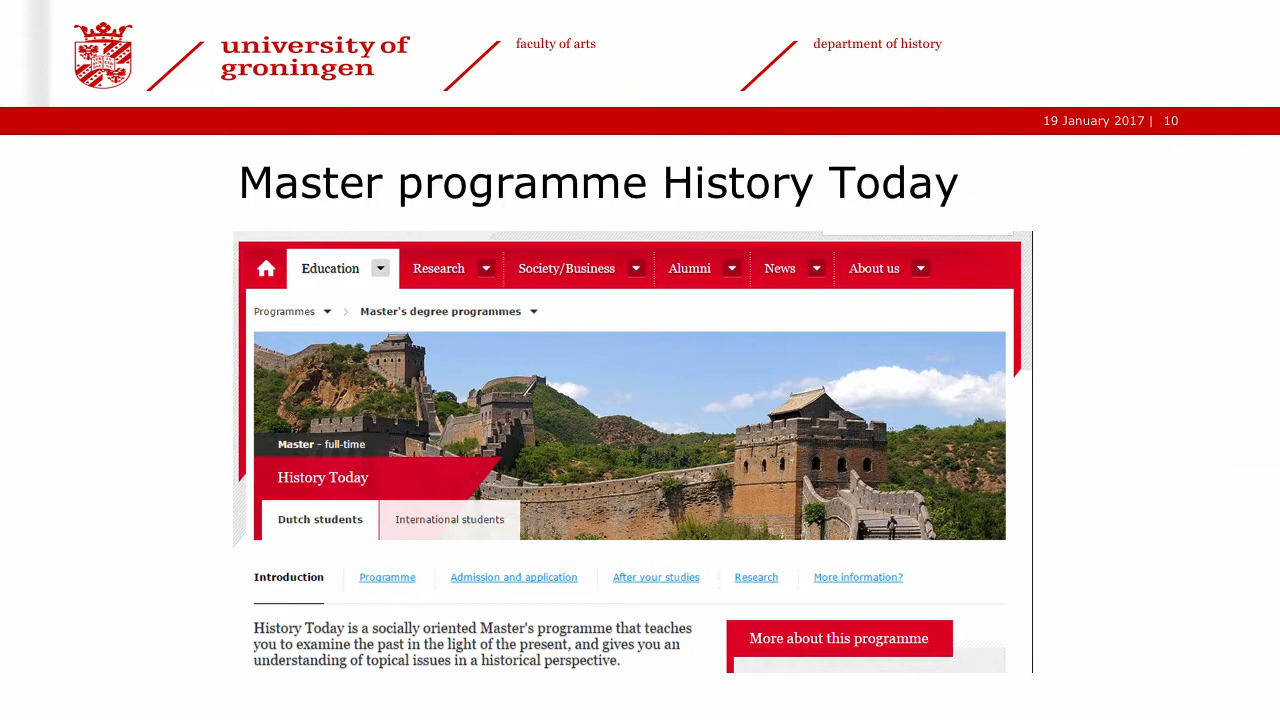 university of
groningen
faculty of arts
department of history
19 January 2017 | 10
Master programme History Today
Education
Research
Society/Business
Alumni
News
About us
Programmes
Master's degree programmes
Master - full-time
History Today
Dutch students
International students
Introduction
Programme
Admission and application
After your studies
Research
More information?
History Today is a socially oriented Master's programme that teaches
you to examine the past in the light of the present, and gives you an
understanding of topical issues in a historical perspective.
More about this programme